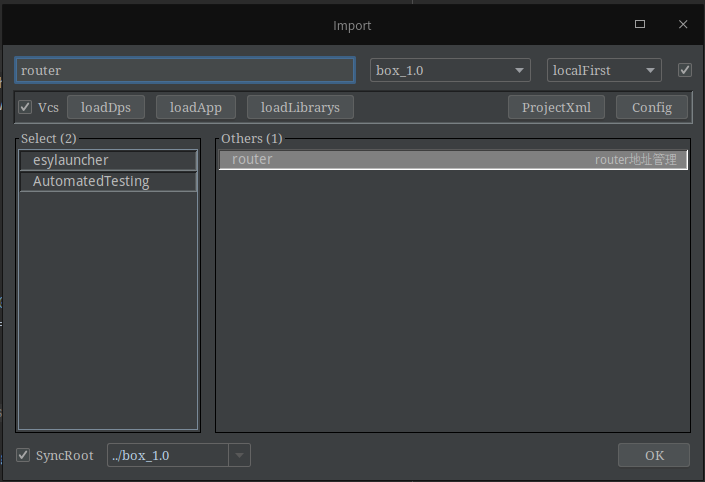 Import
router
box_1.0
localFirst
Vcs
loadDps
loadApp
loadLibrarys
ProjectXml
Config
Select (2)
esylauncher
AutomatedTesting
Others (1)
router
router地址管理
SyncRoot
../box_1.0
OK